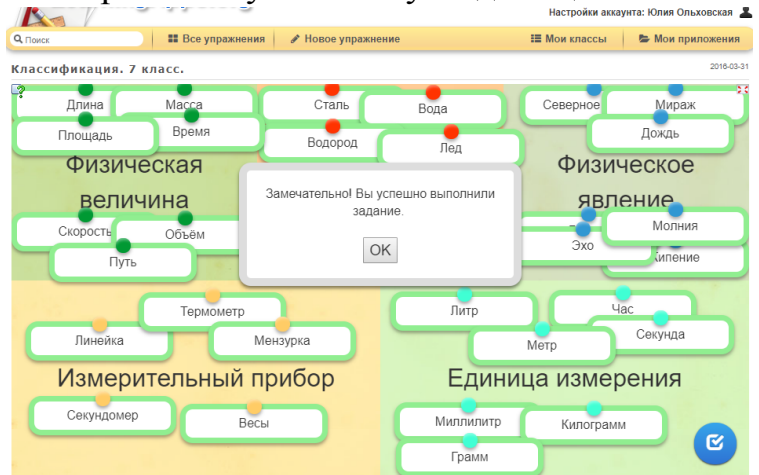 Настройки аккаунта: Юлия Ольховская
Поиск
Все упражнения
Новое упражнение
Мои классы
Мои приложения
Классификация. 7 класс.
2016-03-31
Длина
Масса
Площадь
Время
Физическая
величина
Скорость
Объём
Путь
Сталь
Вода
Водород
Лед
Замечательно! Вы успешно выполнили
задание.
OK
Северное
Мираж
Дождь
Физическое
явление
Молния
Эхо
Кипение
Термометр
Линейка
Мензурка
Измерительный прибор
Секундомер
Весы
Литр
Час
Метр
Секунда
Единица измерения
Миллилитр
Килограмм
Грамм